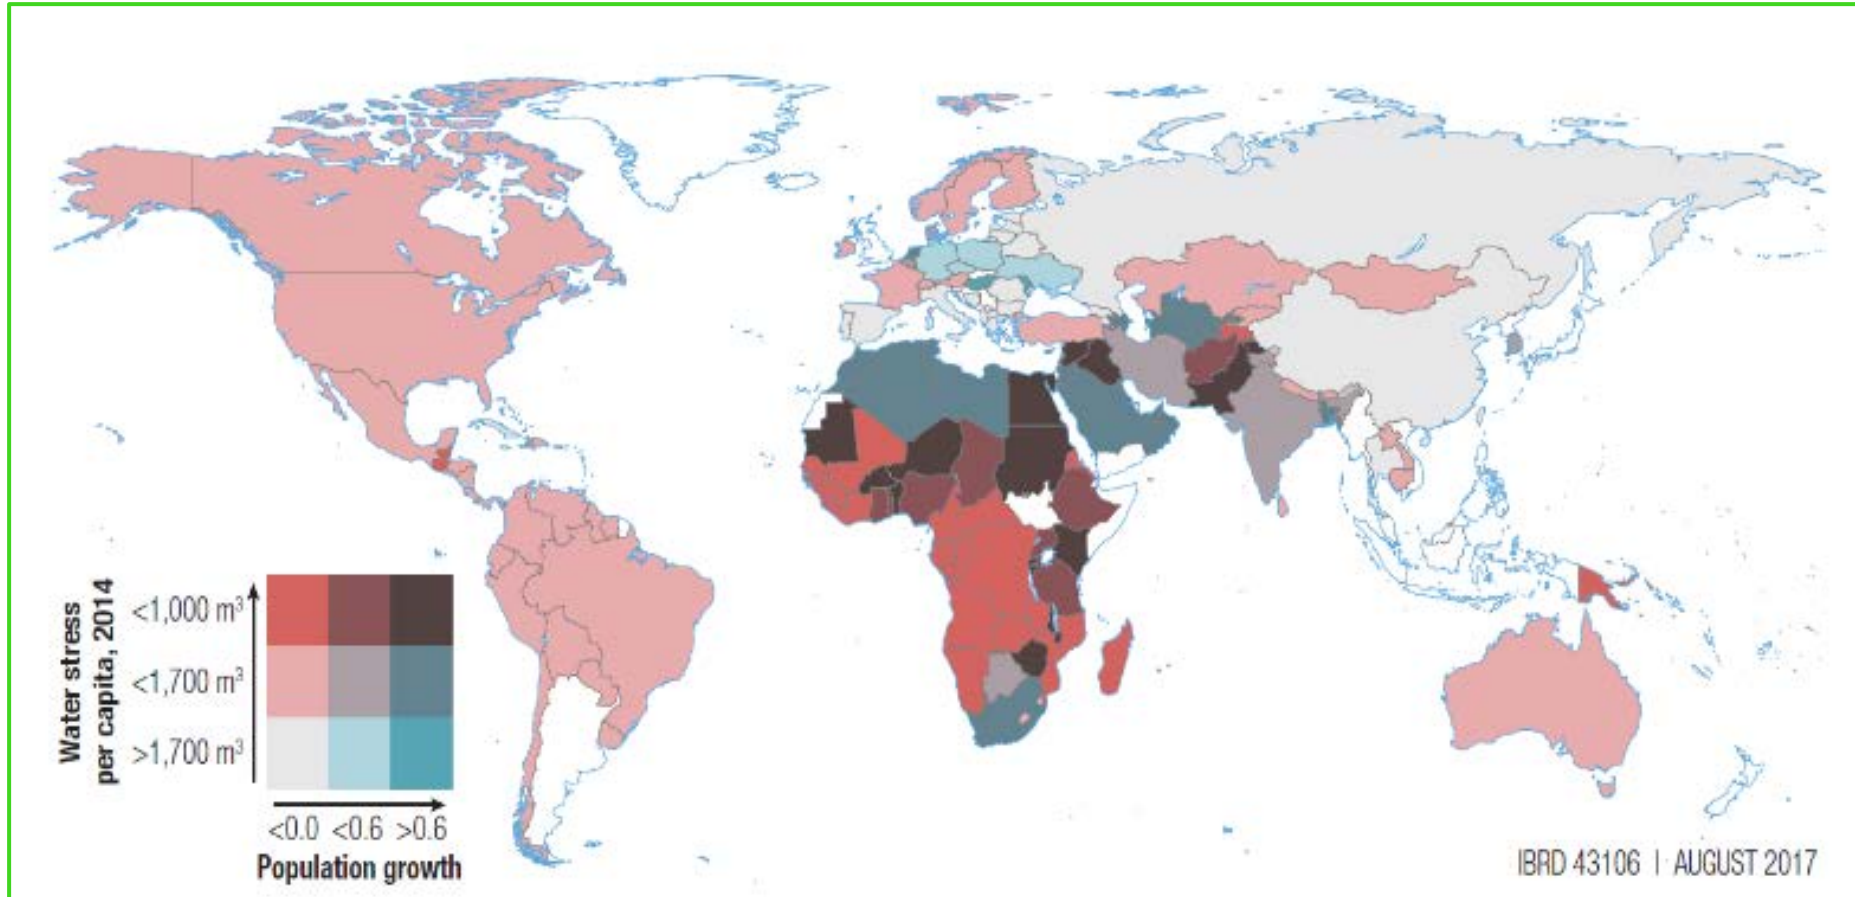 Water stress
per capita, 2014
<1,000 m³
<1,700 m³
>1,700 m³
<0.0 <0.6 >0.6
Population growth
IBRD 43106 | AUGUST 2017